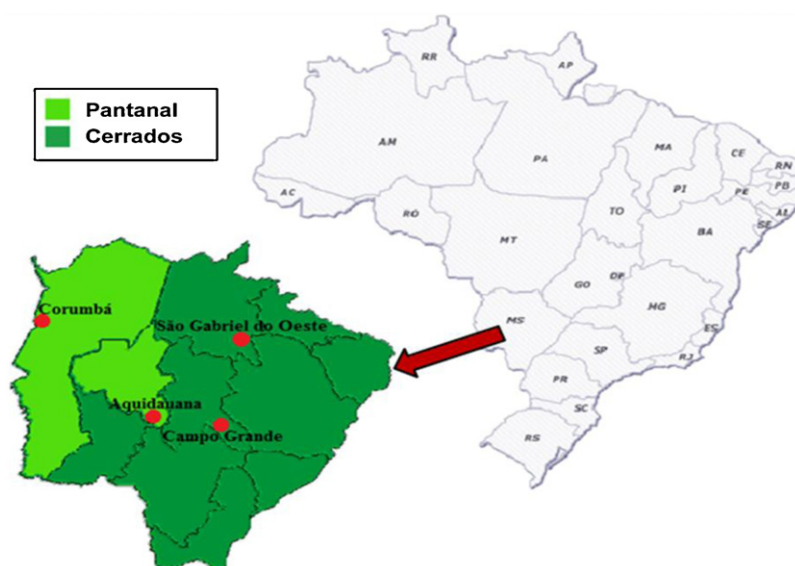 Pantanal
Cerrados
RR
AP
AM
PA
MA
CE
RN
PB
PE
PI
AL
SE
AC
RO
TO
BA
MT
GO
DF
MG
ES
MS
SP
RJ
PR
SC
RS
Corumbá
São Gabriel do Oeste
Aquidauana
Campo Grande